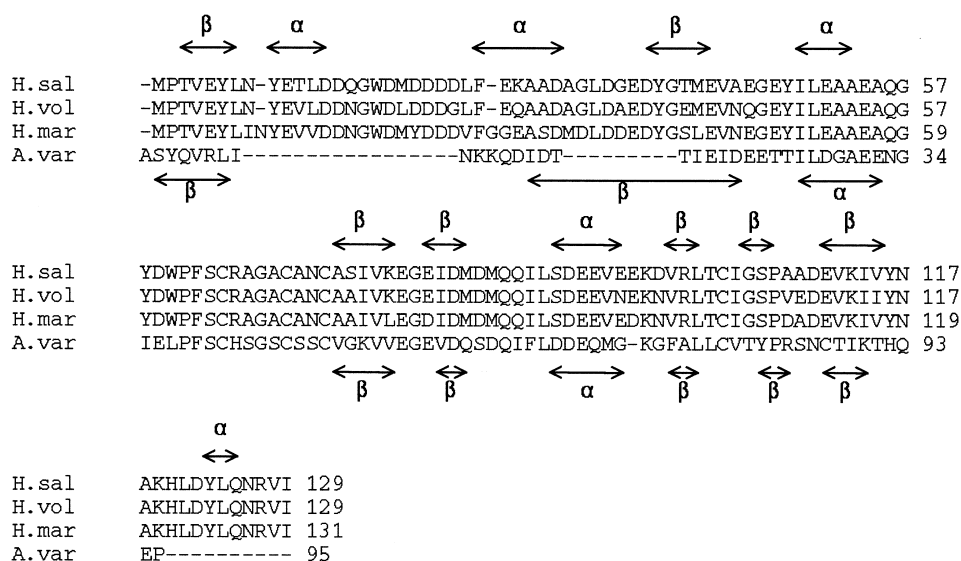 β α α β α
H.sal -MPTVEYLN-YETLDDQGWDMDDDDLF-EKAADAGLDGEDYGTMEVAEGEYILEAAEAQG 57
H.vol -MPTVEYLN-YETLDDNGWDLDDDGLF-EQAADAGLDAEDYGTMEVNQGEYILEAAEAQG 57
H.mar -MPTVEYLINYEVVDDNGWDMYDDDVFGGEASDMDLDDEDYGSLEVNEGEYILEAAEAQG 59
A.var ASYQVRLI---------------------NKKQDIDT-----------TIEIDEETTILDGAEENG 34
β β α
β β α β β β
H.sal YDWPFSCRAGACANCASIVKEGEIDMDMQQILSDEEVEEKDVRLTCIGSPAADEVKIVYN 117
H.vol YDWPFSCRAGACANCAAIVKEGEIDMDMQQILSDEEVNEKNVRLTCIGSPVEDEVKIIYN 117
H.mar YDWPFSCRAGACANCAAIVLEGDIDMDMQQILSDEEVEDKNVRLTCIGSPDADEVKIVYN 119
A.var IELPFSCHSGSCSSCVGKVVEGEVDQSDQIFLDDEQMG-KGFALLCVTYPRSNCTIKTHQ 93
β β α β β β
α
H.sal AKHLDYLQNRVI 129
H.vol AKHLDYLQNRVI 129
H.mar AKHLDYLQNRVI 131
A.var EP---------- 95